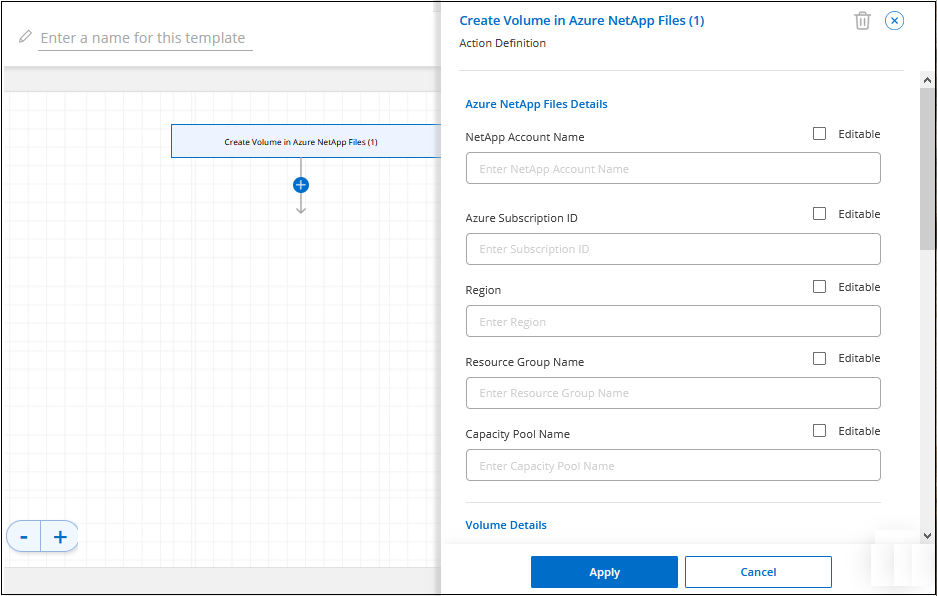 Enter a name for this template
Create Volume in Azure NetApp Files (1)
-
+
Create Volume in Azure NetApp Files (1)
Action Definition
Azure NetApp Files Details
NetApp Account Name
Editable
Enter NetApp Account Name
Azure Subscription ID
Editable
Enter Subscription ID
Region
Editable
Enter Region
Resource Group Name
Editable
Enter Resource Group Name
Capacity Pool Name
Editable
Enter Capacity Pool Name
Volume Details
Apply
Cancel